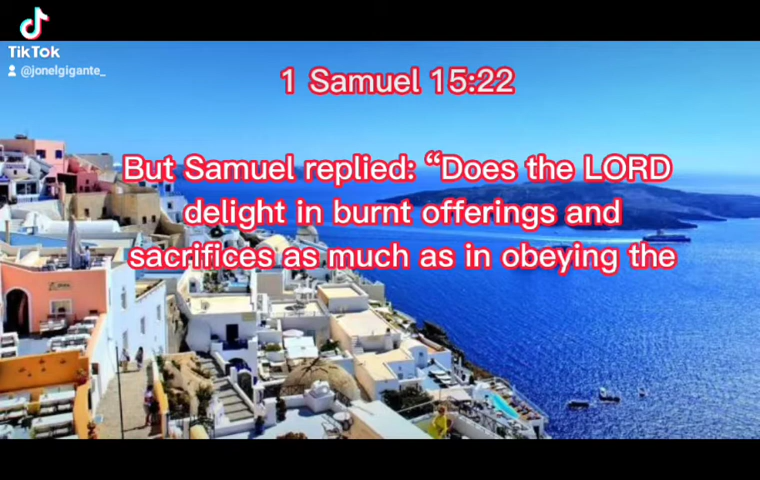 TikTok
@jonelgigante_
1 Samuel 15:22
But Samuel replied: “Does the LORD
delight in burnt offerings and
sacrifices as much as in obeying the